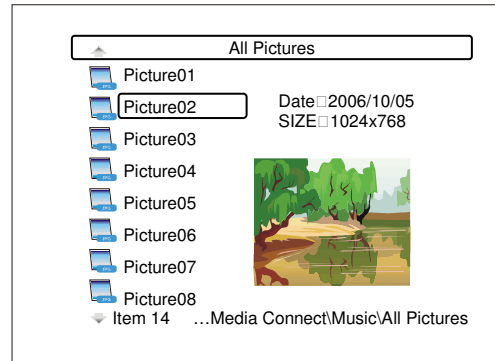 All Pictures
Picture01
Picture02
Date□2006/10/05
SIZE□1024x768
Picture03
Picture04
Picture05
Picture06
Picture07
Picture08
Item 14 …Media Connect\Music\All Pictures